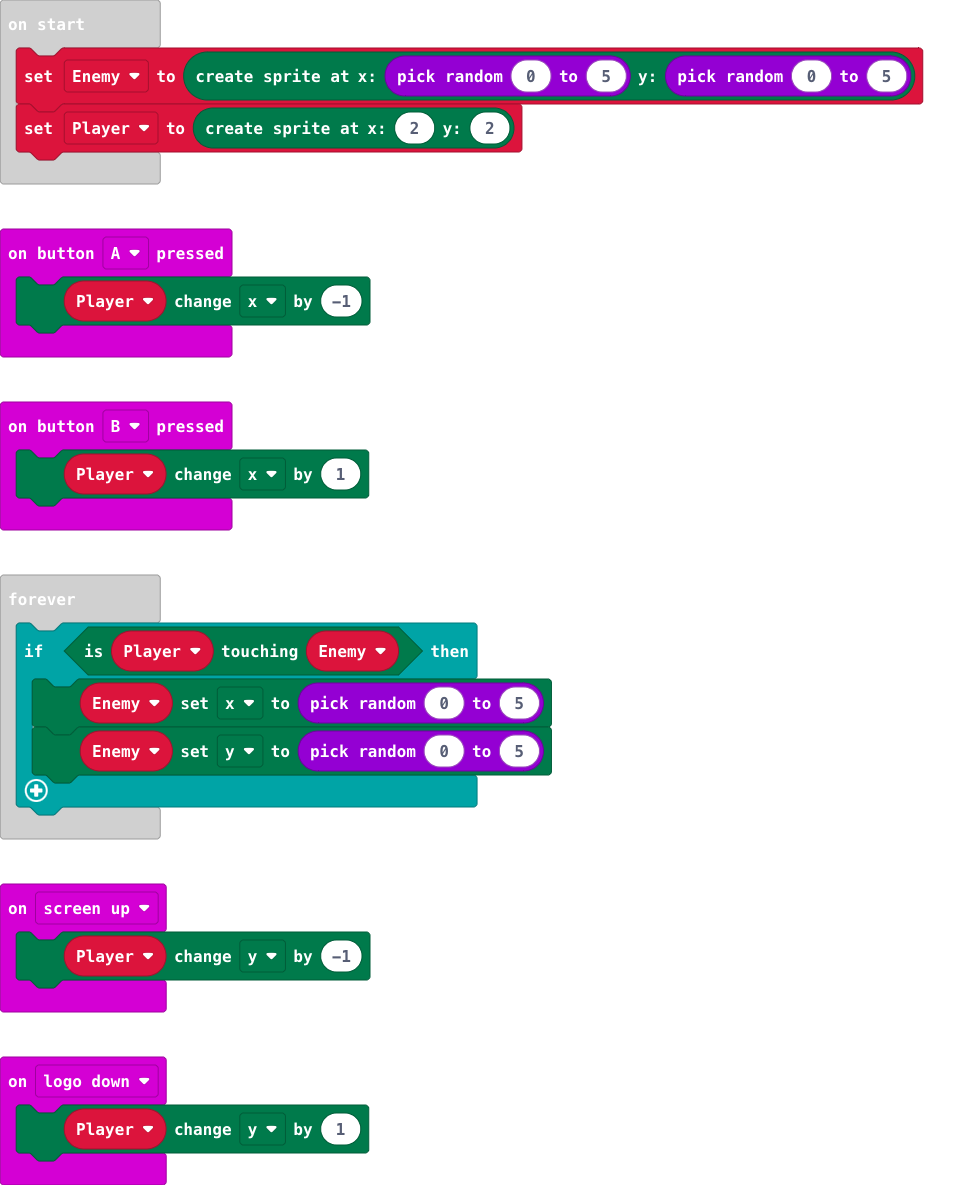 on start
set Enemy to create sprite at x: pick random 0 to 5 y: pick random 0 to 5
set Player to create sprite at x: 2 y: 2
on button A pressed
Player change x by −1
on button B pressed
Player change x by 1
forever
if is Player touching Enemy then
Enemy set x to pick random 0 to 5
Enemy set y to pick random 0 to 5
on screen up
Player change y by −1
on logo down
Player change y by 1